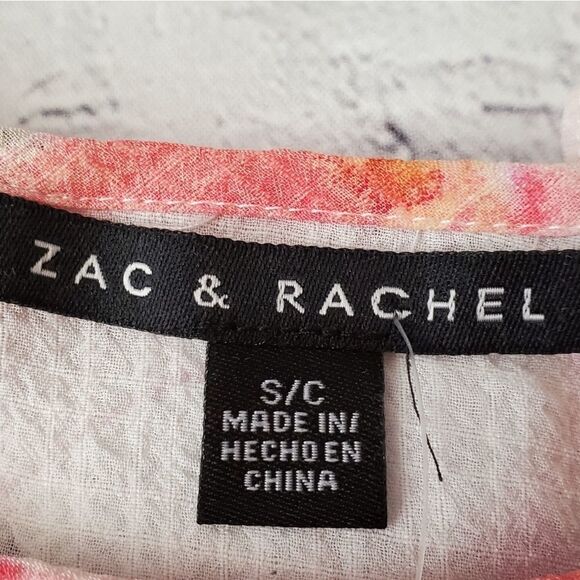 ZAC & RACHEL
S/C
MADE IN/
HECHO EN
CHINA